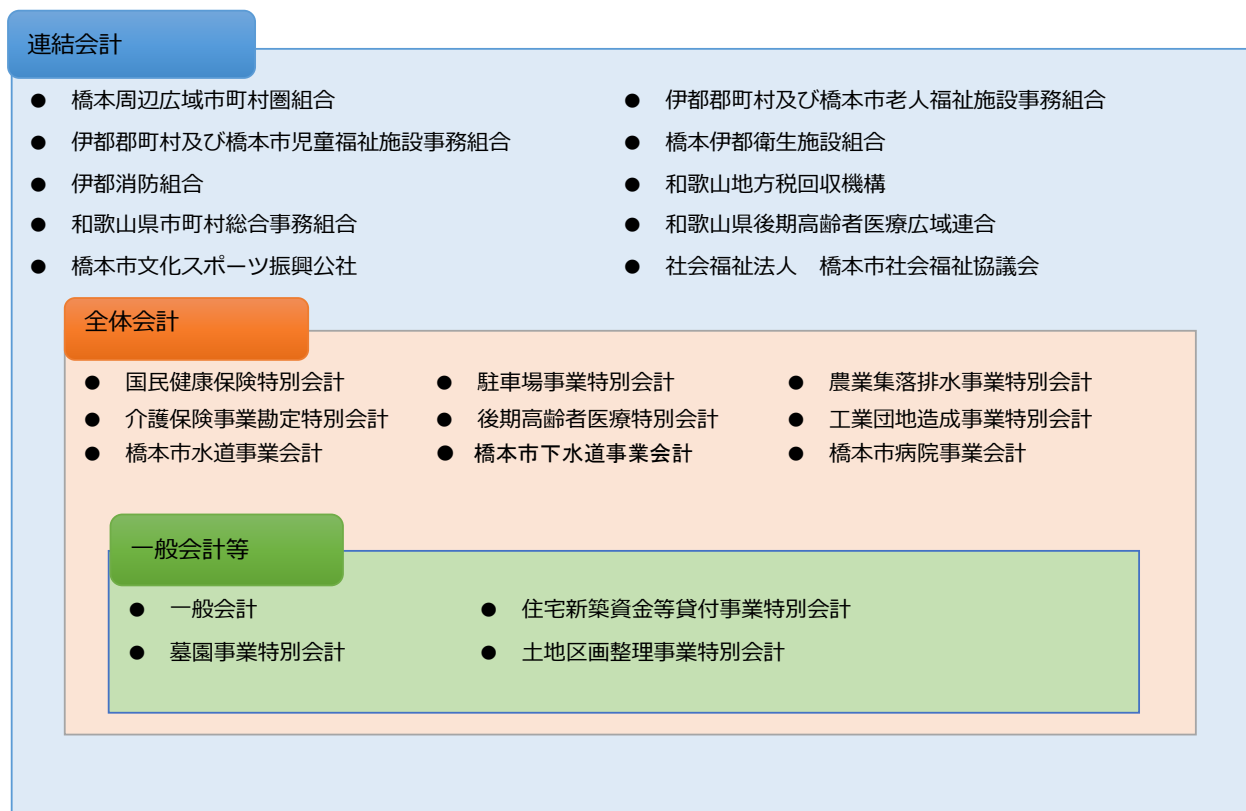 連結会計
● 橋本周辺広域市町村圏組合 ● 伊都郡町村及び橋本市老人福祉施設事務組合
● 伊都郡町村及び橋本市児童福祉施設事務組合 ● 橋本伊都衛生施設組合
● 伊都消防組合 ● 和歌山地方税回収機構
● 和歌山県市町村総合事務組合 ● 和歌山県後期高齢者医療広域連合
● 橋本市文化スポーツ振興公社 ● 社会福祉法人　橋本市社会福祉協議会
全体会計
● 国民健康保険特別会計 ● 駐車場事業特別会計 ● 農業集落排水事業特別会計
● 介護保険事業勘定特別会計 ● 後期高齢者医療特別会計 ● 工業団地造成事業特別会計
● 橋本市水道事業会計 ● 橋本市下水道事業会計 ● 橋本市病院事業会計
一般会計等
● 一般会計 ● 住宅新築資金等貸付事業特別会計
● 墓園事業特別会計 ● 土地区画整理事業特別会計